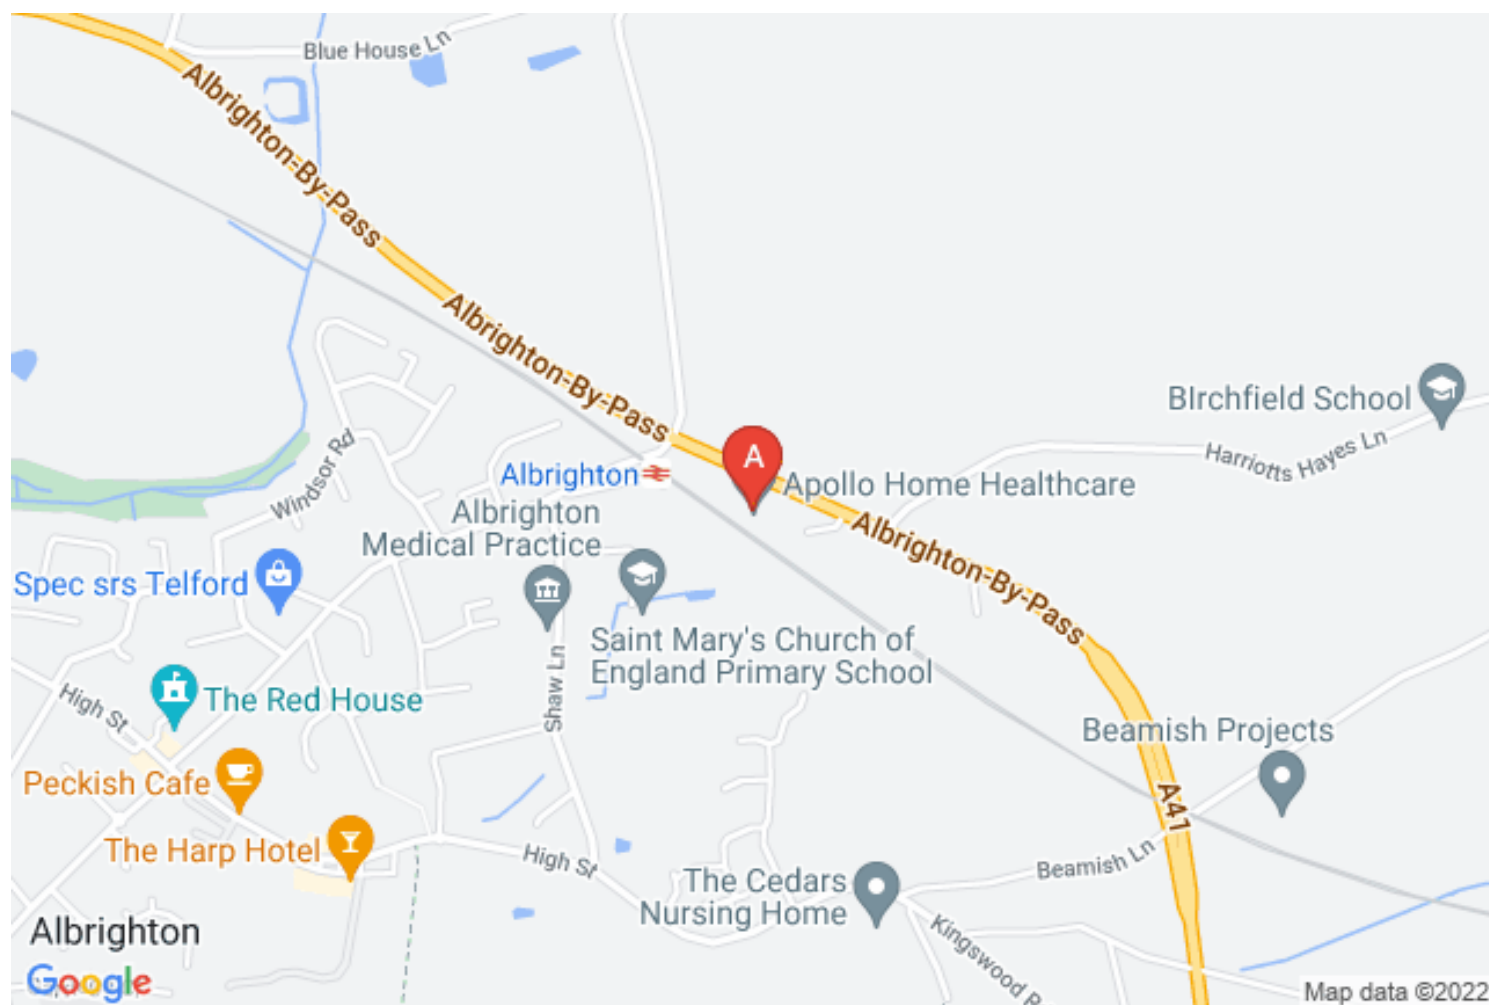 Blue House Ln
Albrighton-By-Pass
Albrighton-By-Pass
BIrchfield School
Harriotts Hayes Ln
Windsor Rd
Albrighton
A
Apollo Home Healthcare
Albrighton
Medical Practice
Albrighton-By-Pass
Spec srs Telford
Saint Mary's Church of
England Primary School
Shaw Ln
High St
The Red House
Beamish Projects
Peckish Cafe
A41
The Harp Hotel
High St
Beamish Ln
The Cedars
Nursing Home
Kingswood R
Albrighton
Google
Map data ©2022